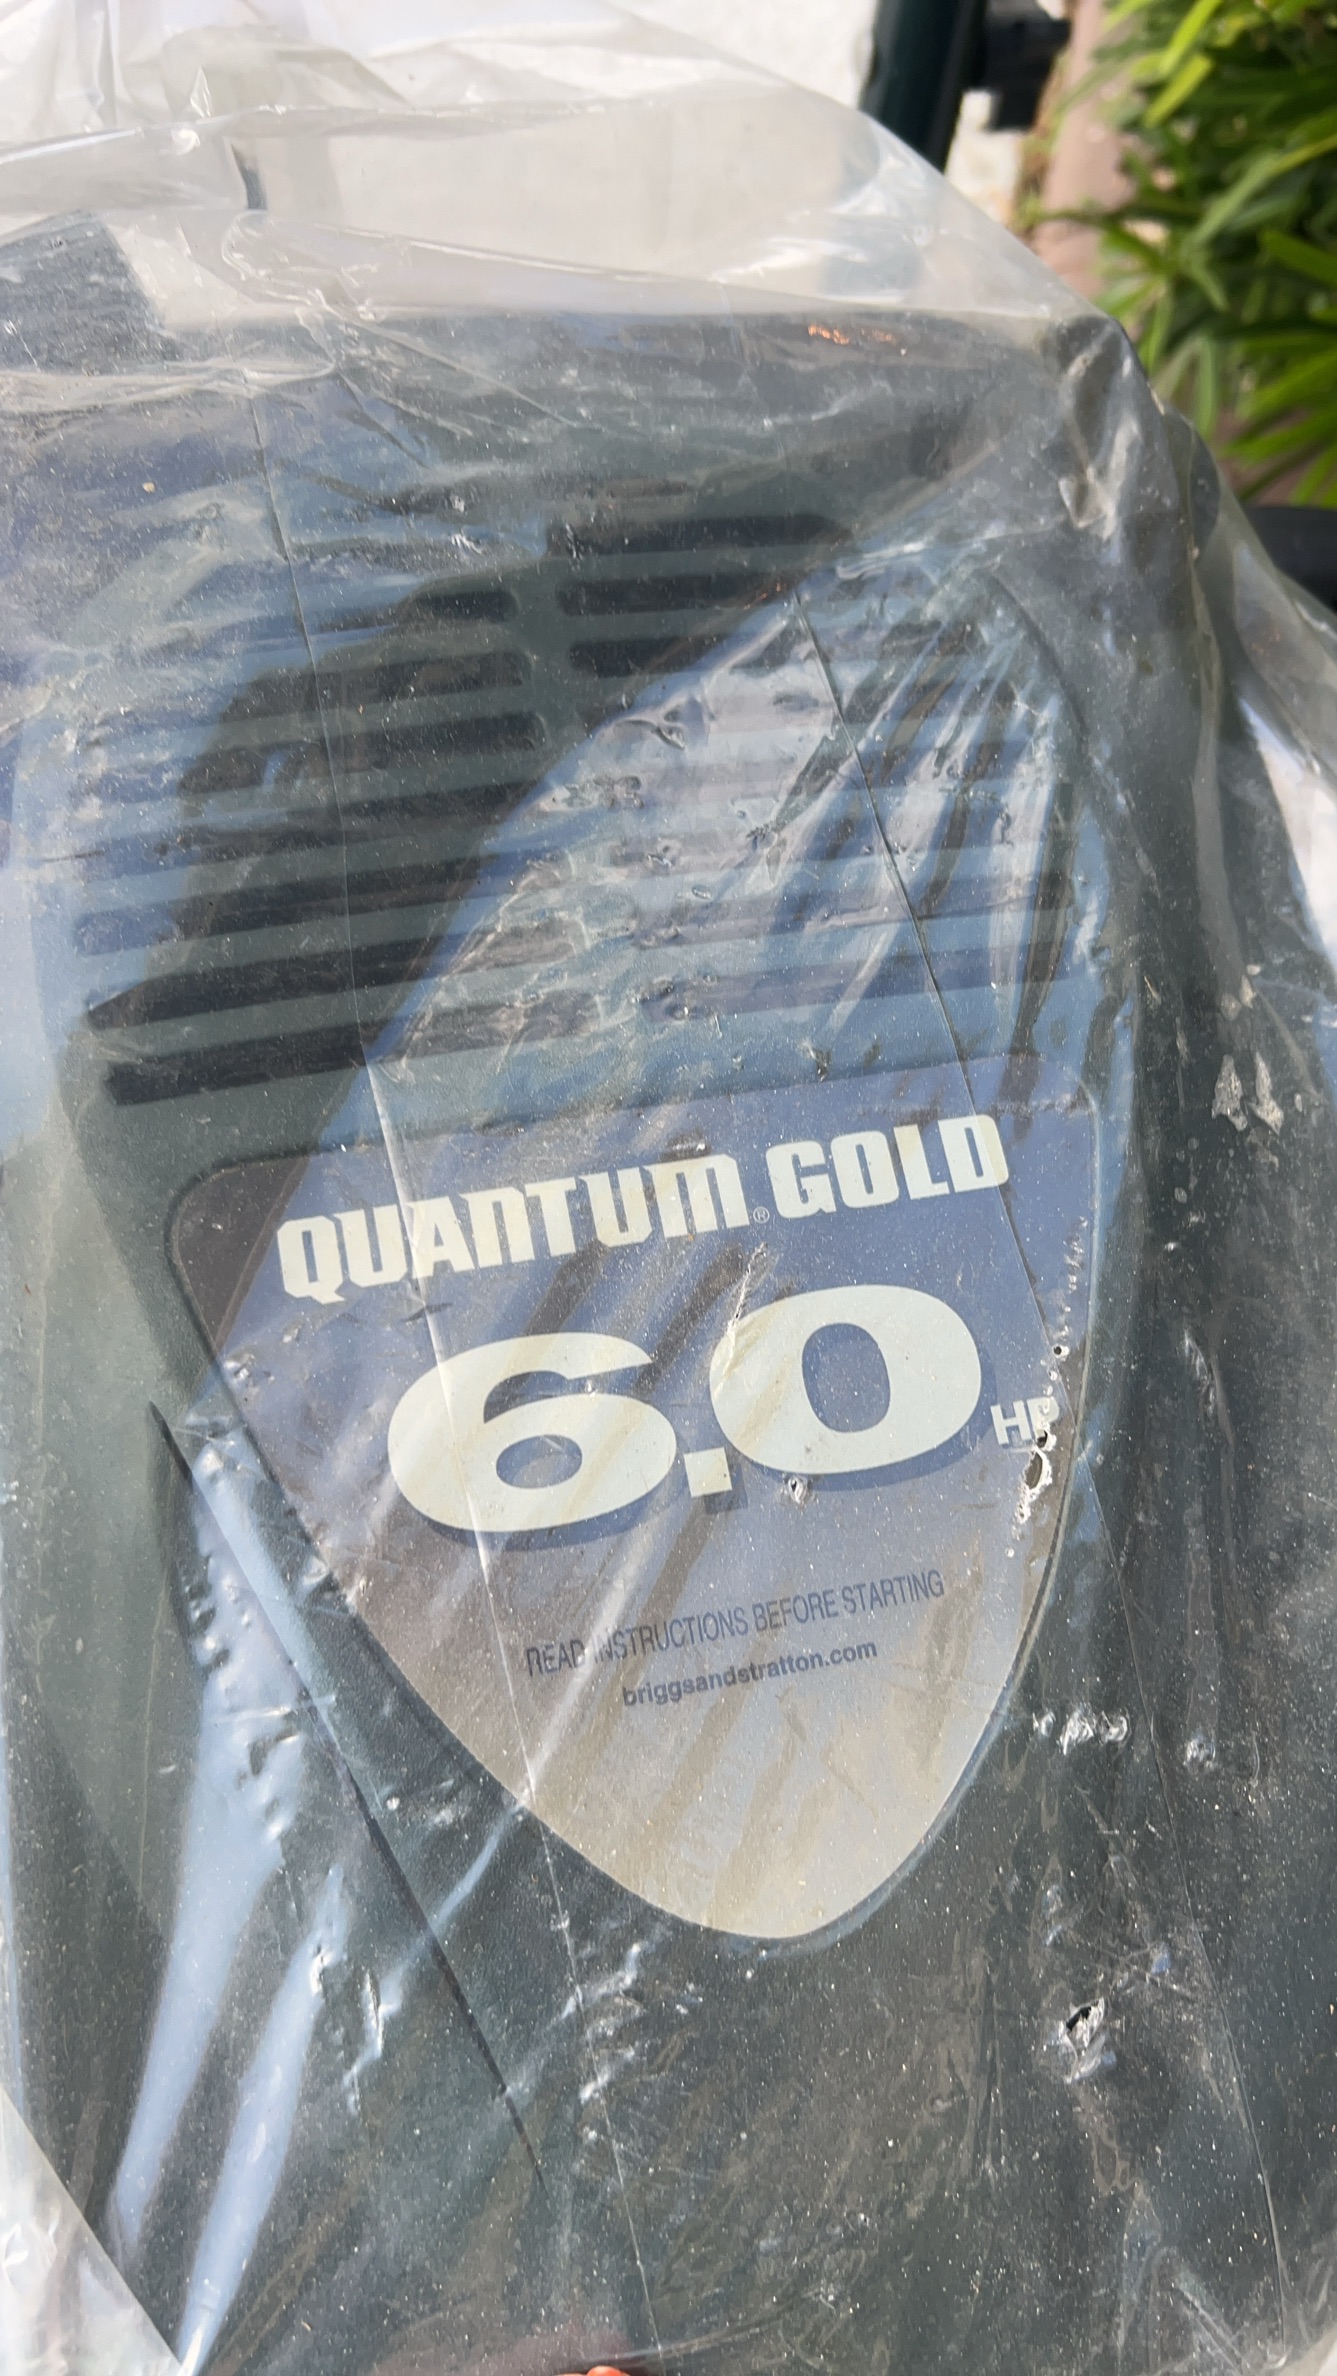 QUANTUM® GOLD
6.0 HP
READ INSTRUCTIONS BEFORE STARTING
briggsandstratton.com